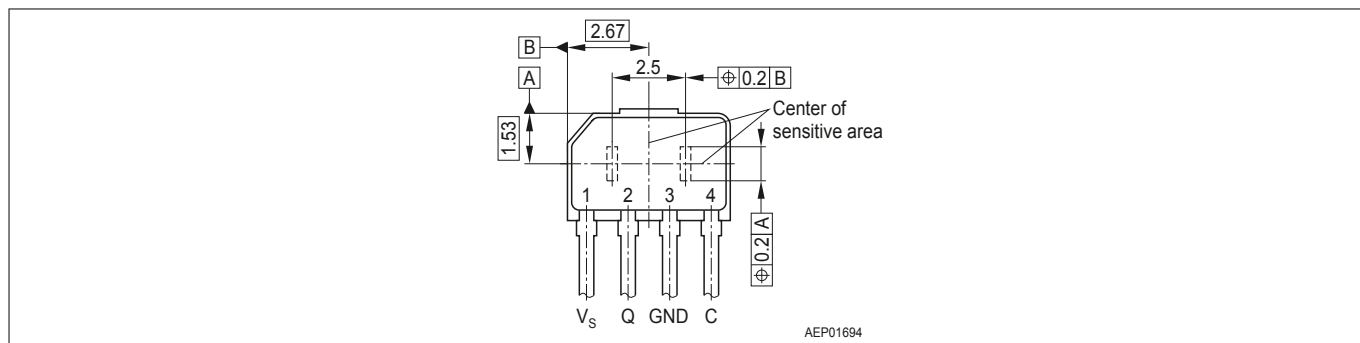 2.67
B
2.5
⌖ 0.2 B
A
Center of
sensitive area
1.53
1 2 3 4
⌖ 0.2 A
V_S Q GND C
AEP01694